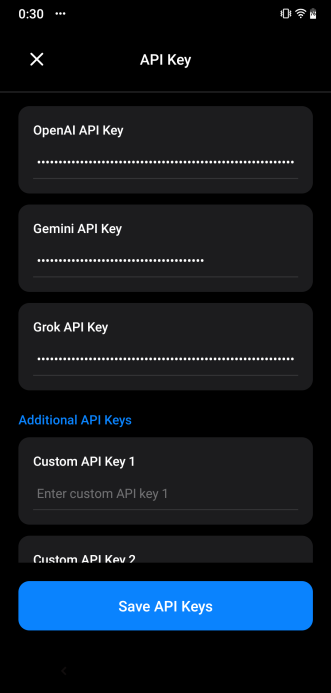 0:30 •••
API Key
OpenAI API Key
••••••••••••••••••••••••••••••••••••••••••••••••••••••••••••••••••••••••
Gemini API Key
•••••••••••••••••••••••••••••••••••••••
Grok API Key
••••••••••••••••••••••••••••••••••••••••••••••••••••••••••••••••••••••••
Additional API Keys
Custom API Key 1
Enter custom API key 1
Custom API Key 2
Save API Keys